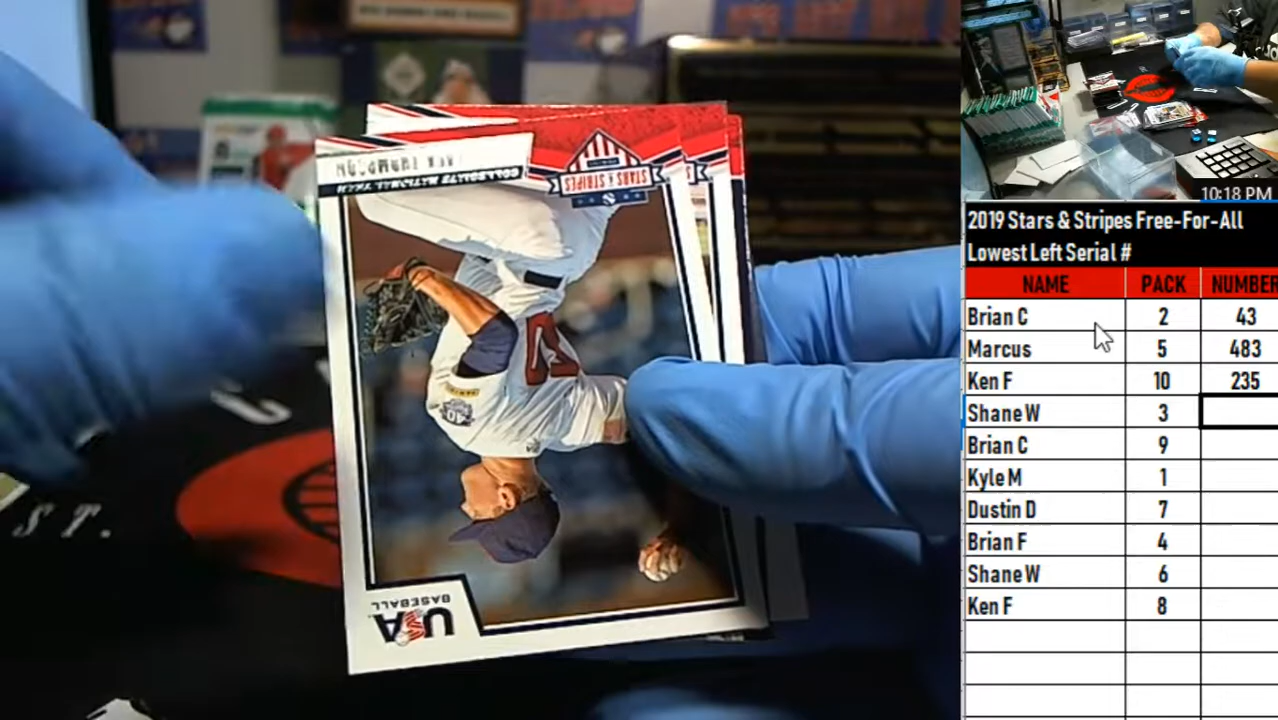 COLLEGIATE NATIONAL TEAM
STARS & STRIPES
USA
BASEBALL
40
ST.
10:18 PM
2019 Stars & Stripes Free-For-All
Lowest Left Serial #
NAME PACK NUMBER
Brian C 2 43
Marcus 5 483
Ken F 10 235
Shane W 3
Brian C 9
Kyle M 1
Dustin D 7
Brian F 4
Shane W 6
Ken F 8